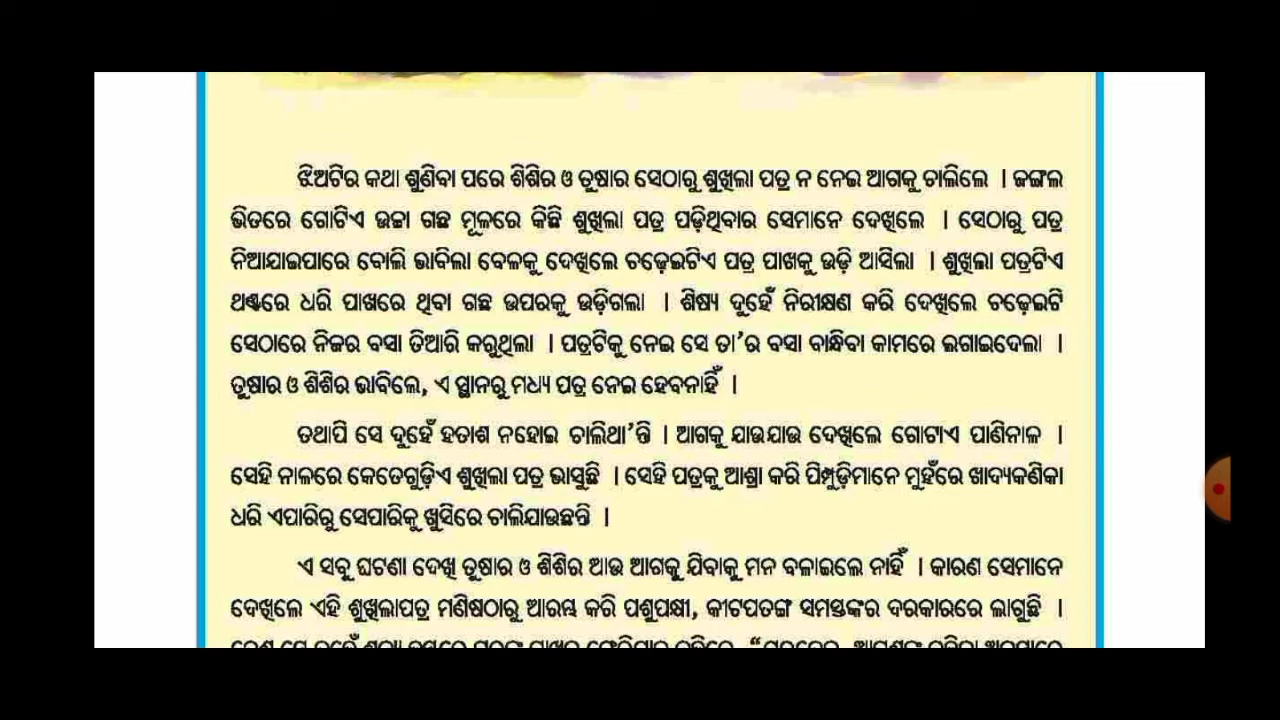 ଝିଅଟିର କଥା ଶୁଣିବା ପରେ ଶିଶିର ଓ ତୁଷାର ସେଠାରୁ ଶୁଖିଲା ପତ୍ର ନ ନେଇ ଆଗକୁ ଚାଲିଲେ । ଜଙ୍ଗଲ
ଭିତରେ ଗୋଟିଏ ଉଚ୍ଚା ଗଛ ମୂଳରେ କିଛି ଶୁଖିଲା ପତ୍ର ପଡ଼ିଥିବାର ସେମାନେ ଦେଖିଲେ । ସେଠାରୁ ପତ୍ର
ନିଆଯାଇପାରେ ବୋଲି ଭାବିଲା ବେଳକୁ ଦେଖିଲେ ଚଢ଼େଇଟିଏ ପତ୍ର ପାଖକୁ ଉଡ଼ି ଆସିଲା । ଶୁଖିଲା ପତ୍ରଟିଏ
ଥଣ୍ଟରେ ଧରି ପାଖରେ ଥିବା ଗଛ ଉପରକୁ ଉଡ଼ିଗଲା । ଶିଷ୍ୟ ଦୁହେଁ ନିରୀକ୍ଷଣ କରି ଦେଖିଲେ ଚଢ଼େଇଟି
ସେଠାରେ ନିଜର ବସା ତିଆରି କରୁଥିଲା । ପତ୍ରଟିକୁ ନେଇ ସେ ତା'ର ବସା ବାନ୍ଧିବା କାମରେ ଲଗାଇଦେଲା ।
ତୁଷାର ଓ ଶିଶିର ଭାବିଲେ, ଏ ସ୍ଥାନରୁ ମଧ୍ୟ ପତ୍ର ନେଇ ହେବନାହିଁ ।
ତଥାପି ସେ ଦୁହେଁ ହତାଶ ନହୋଇ ଚାଲିଥା'ନ୍ତି । ଆଗକୁ ଯାଉଯାଉ ଦେଖିଲେ ଗୋଟାଏ ପାଣିନାଳ ।
ସେହି ନାଳରେ କେତେଗୁଡ଼ିଏ ଶୁଖିଲା ପତ୍ର ଭାସୁଛି । ସେହି ପତ୍ରକୁ ଆଶ୍ରା କରି ପିମ୍ପୁଡ଼ିମାନେ ମୁହଁରେ ଖାଦ୍ୟକଣିକା
ଧରି ଏପାରିରୁ ସେପାରିକୁ ଖୁସିରେ ଚାଲିଯାଉଛନ୍ତି ।
ଏ ସବୁ ଘଟଣା ଦେଖି ତୁଷାର ଓ ଶିଶିର ଆଉ ଆଗକୁ ଯିବାକୁ ମନ ବଳାଇଲେ ନାହିଁ । କାରଣ ସେମାନେ
ଦେଖିଲେ ଏହି ଶୁଖିଲାପତ୍ର ମଣିଷଠାରୁ ଆରମ୍ଭ କରି ପଶୁପକ୍ଷୀ, କୀଟପତଙ୍ଗ ସମସ୍ତଙ୍କର ଦରକାରରେ ଲାଗୁଛି ।